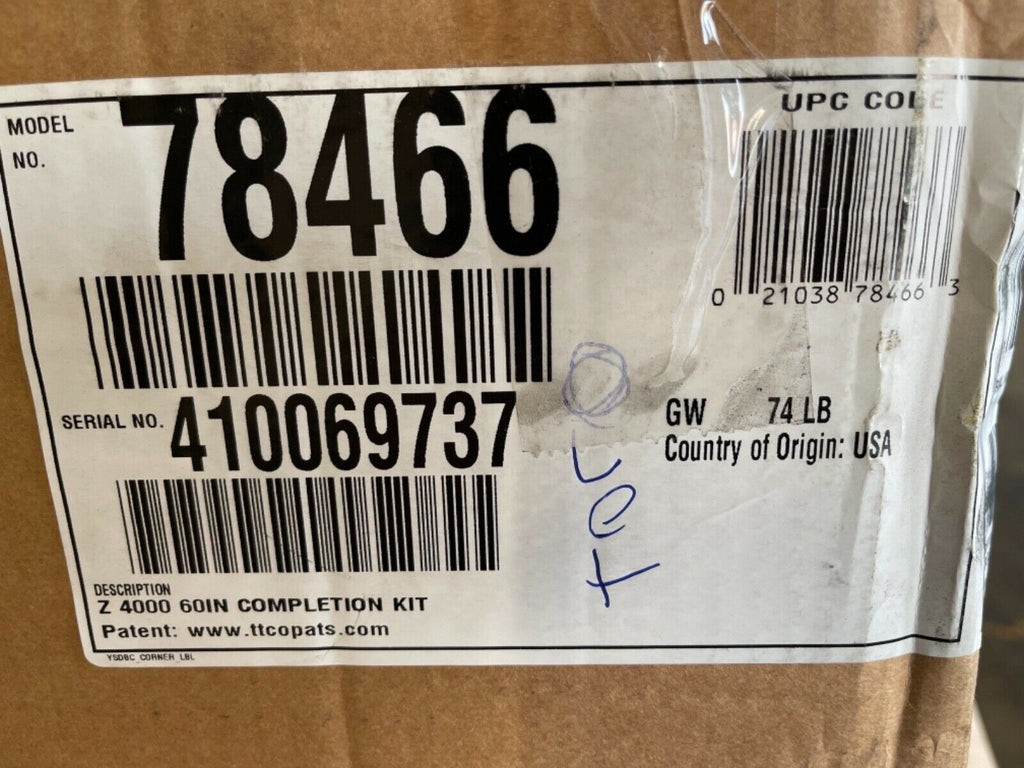 MODEL NO.
78466
UPC CODE
0 21038 78466 3
SERIAL NO. 410069737
GW 74 LB
Country of Origin: USA
toro
DESCRIPTION
Z 4000 60IN COMPLETION KIT
Patent: www.ttcopats.com
YSDBC_CORNER_LBL